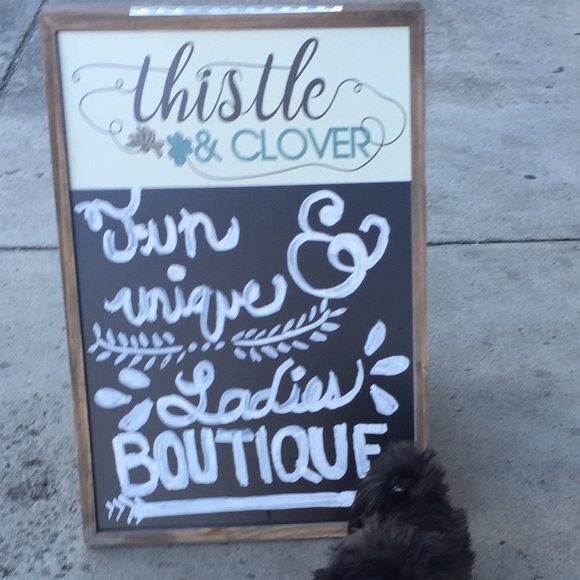 thistle
& CLOVER
Fun &
unique
Ladies
BOUTIQUE